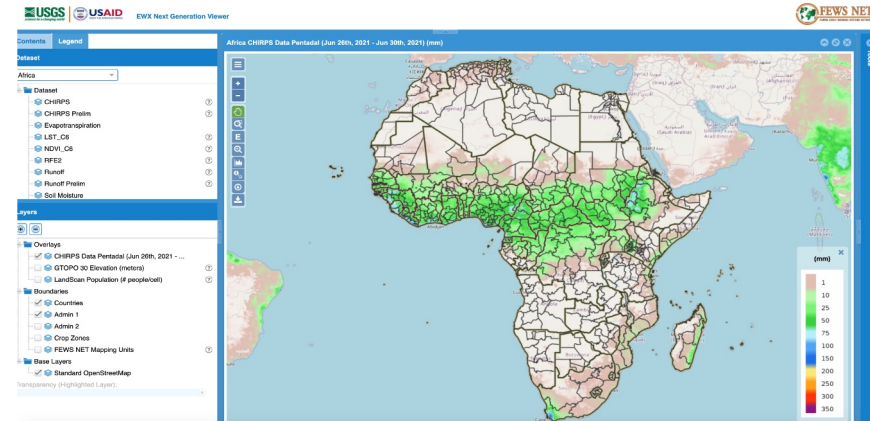 USGS
USAID
EWX Next Generation Viewer
FEWS NET
Contents
Legend
Dataset
Africa
Dataset
CHIRPS
CHIRPS Prelim
Evapotranspiration
LST_C6
NDVI_C6
RFE2
Runoff
Runoff Prelim
Soil Moisture
Layers
Overlays
CHIRPS Data Pentadal (Jun 26th, 2021 - ...
GTOPO 30 Elevation (meters)
LandScan Population (# people/cell)
Boundaries
Countries
Admin 1
Admin 2
Crop Zones
FEWS NET Mapping Units
Base Layers
Standard OpenStreetMap
Transparency (Highlighted Layer):
Africa CHIRPS Data Pentadal (Jun 26th, 2021 - Jun 30th, 2021) (mm)
E
(mm)
1
10
25
50
75
100
150
200
250
300
350